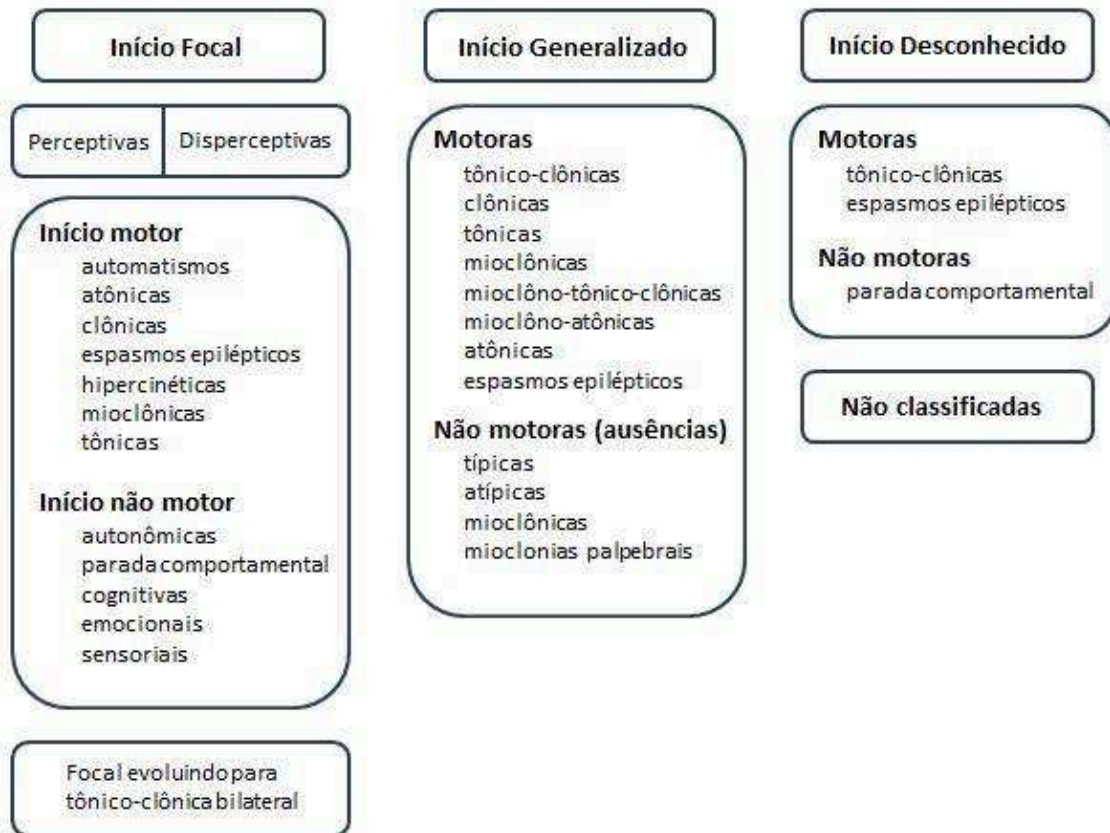 Início Focal
Perceptivas
Disperceptivas
Início motor
automatismos
atônicas
clônicas
espasmos epilépticos
hipercinéticas
mioclônicas
tônicas
Início não motor
autonômicas
parada comportamental
cognitivas
emocionais
sensoriais
Focal evoluindo para
tônico-clônica bilateral
Início Generalizado
Motoras
tônico-clônicas
clônicas
tônicas
mioclônicas
mioclôno-tônico-clônicas
mioclôno-atônicas
atônicas
espasmos epilépticos
Não motoras (ausências)
típicas
atípicas
mioclônicas
mioclonias palpebrais
Início Desconhecido
Motoras
tônico-clônicas
espasmos epilépticos
Não motoras
parada comportamental
Não classificadas